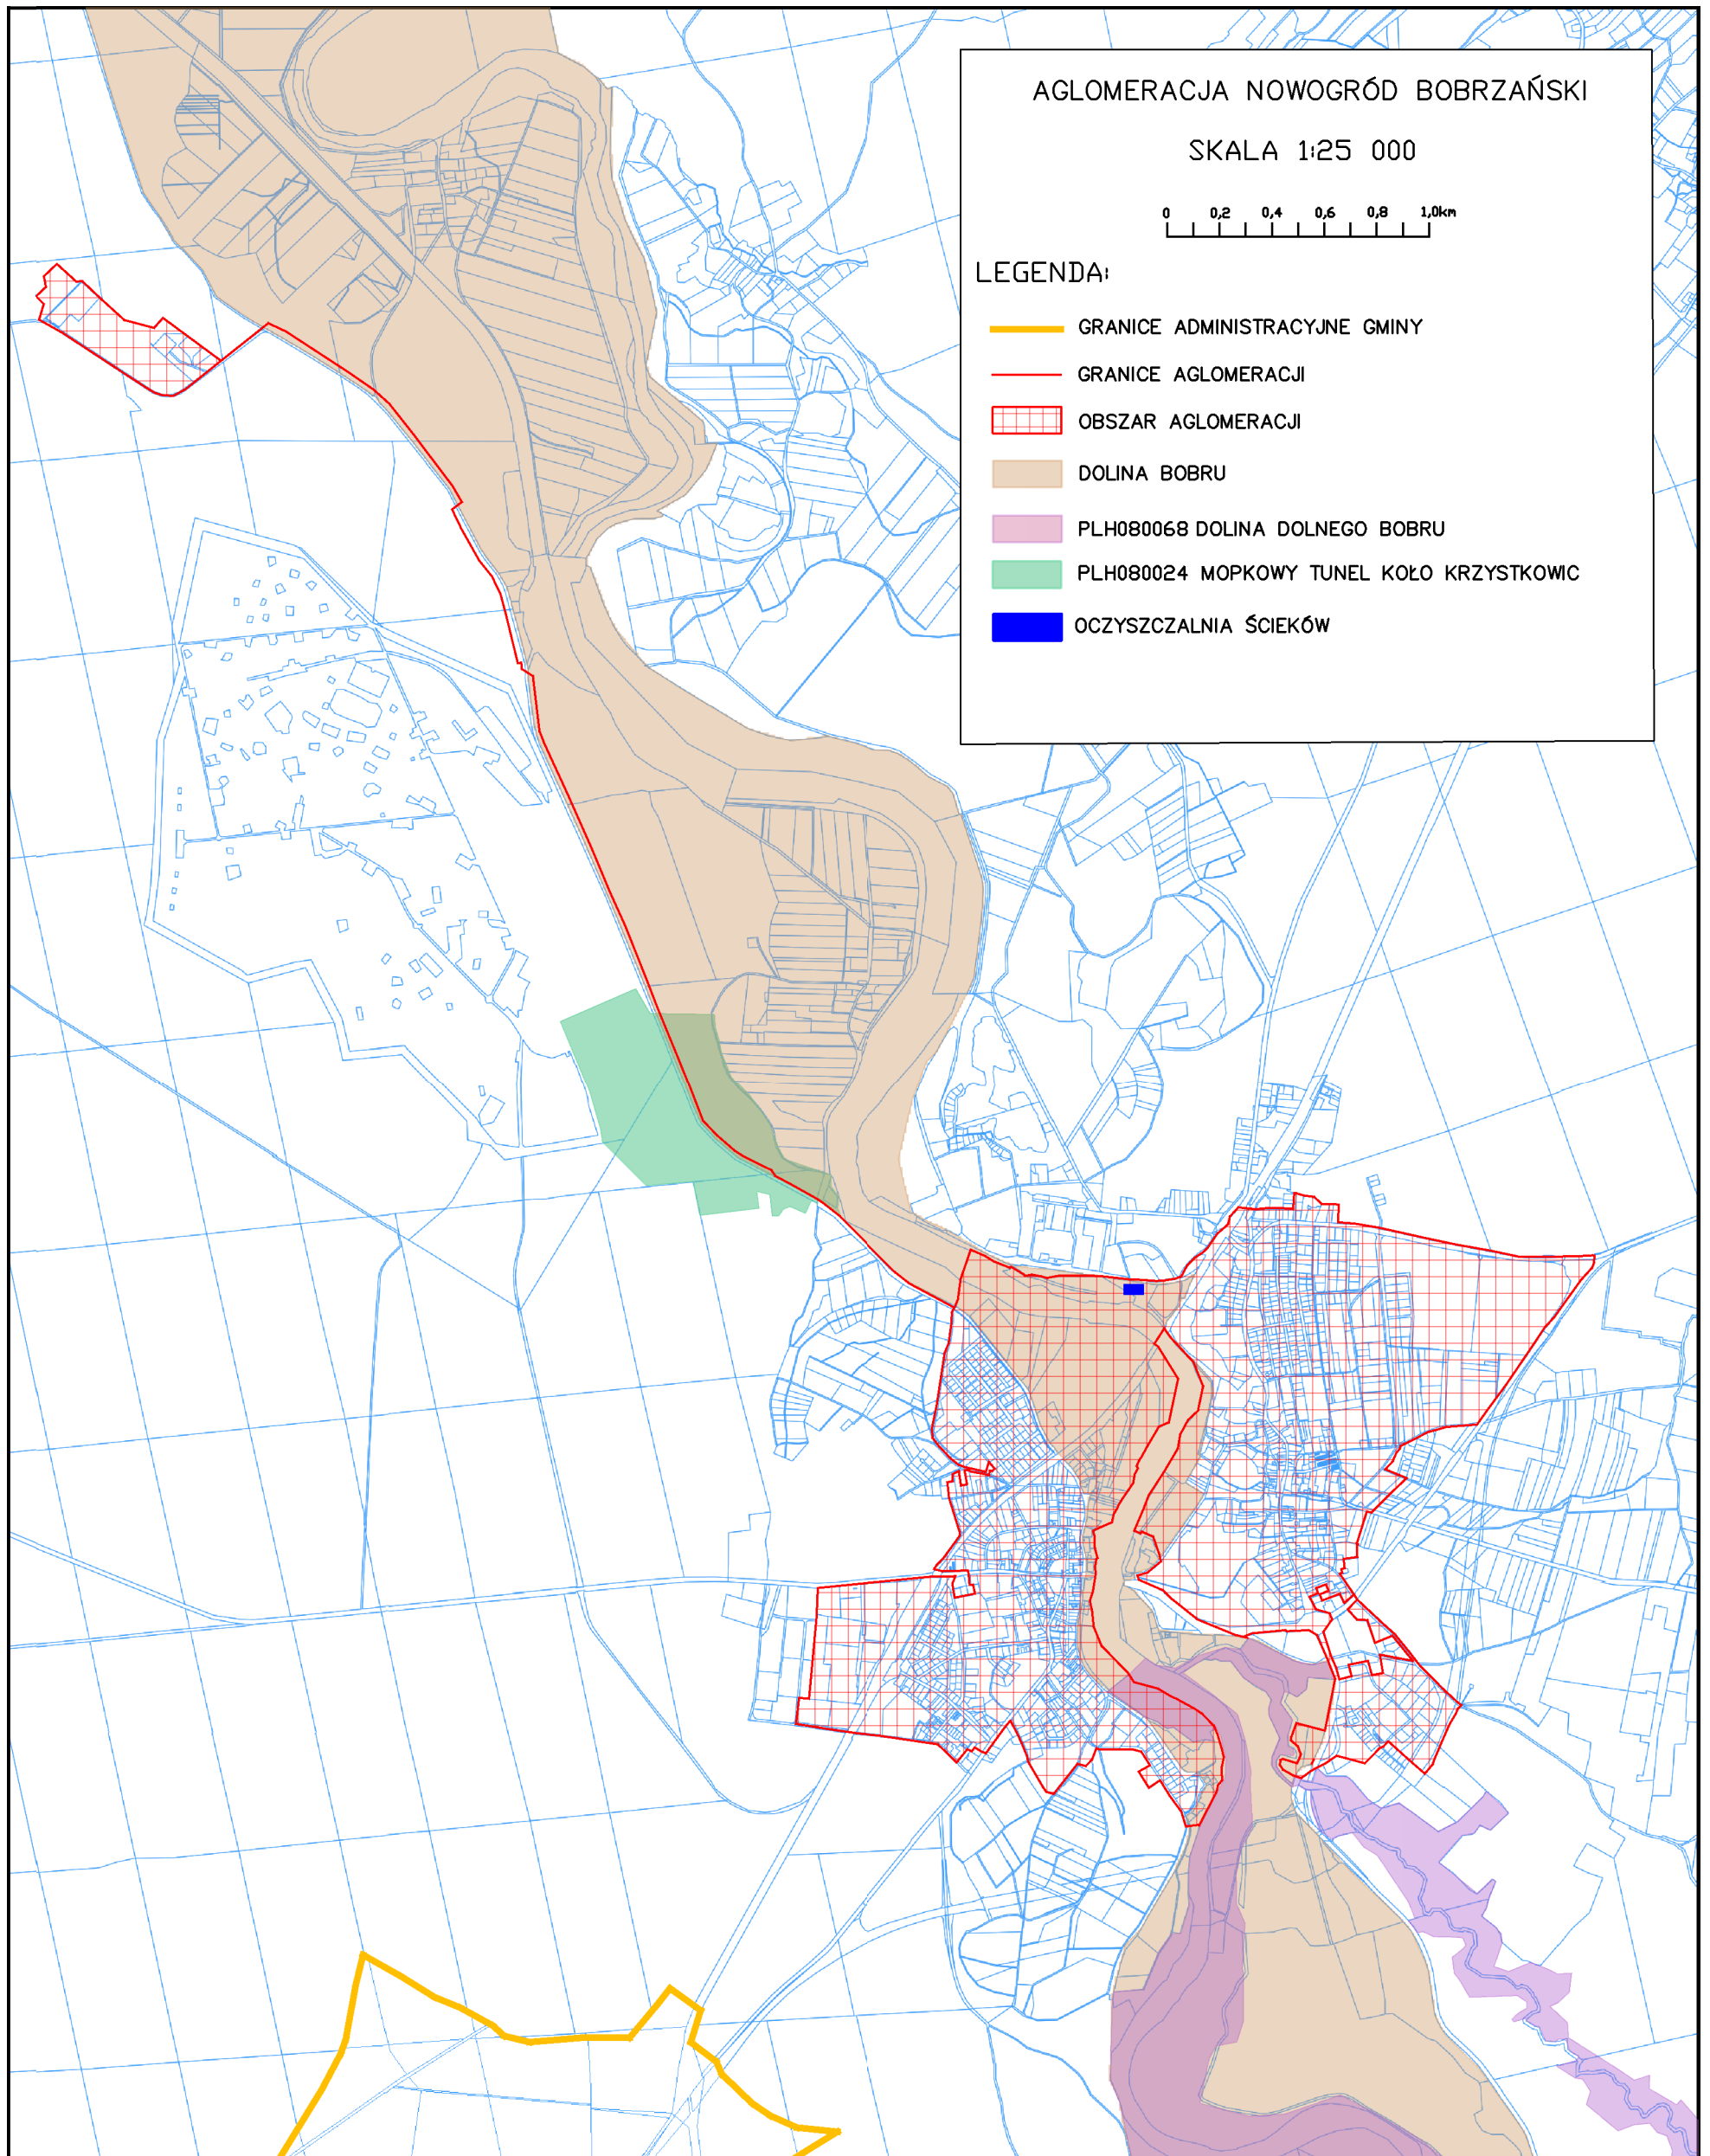 AGLOMERACJA NOWOGRÓD BOBRZAŃSKI
SKALA 1:25 000
0 0,2 0,4 0,6 0,8 1,0km
LEGENDA:
GRANICE ADMINISTRACYJNE GMINY
GRANICE AGLOMERACJI
OBSZAR AGLOMERACJI
DOLINA BOBRU
PLH080068 DOLINA DOLNEGO BOBRU
PLH080024 MOPKOWY TUNEL KOŁO KRZYSTKOWIC
OCZYSZCZALNIA ŚCIEKÓW